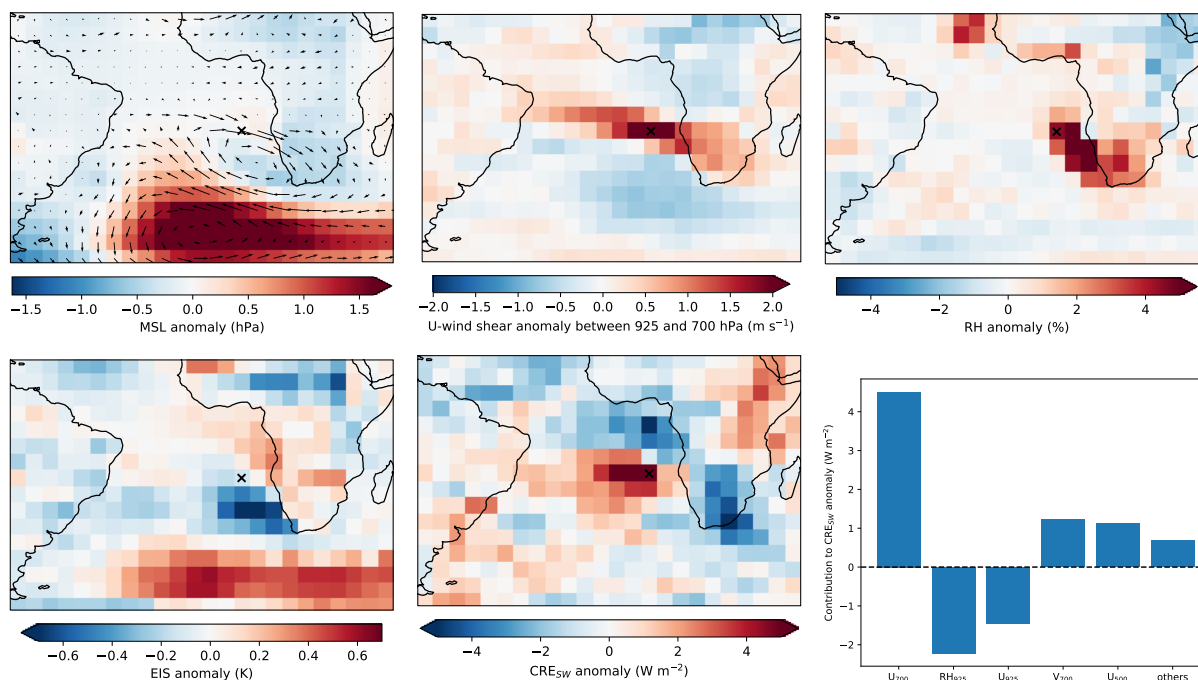 −1.5 −1.0 −0.5 0.0 0.5 1.0 1.5
MSL anomaly (hPa)
−2.0 −1.5 −1.0 −0.5 0.0 0.5 1.0 1.5 2.0
U-wind shear anomaly between 925 and 700 hPa (m s⁻¹)
−4 −2 0 2 4
RH anomaly (%)
−0.6 −0.4 −0.2 0.0 0.2 0.4 0.6
EIS anomaly (K)
−4 −2 0 2 4
CRE_SW anomaly (W m⁻²)
Contribution to CRE_SW anomaly (W m⁻²)
4
3
2
1
0
−1
−2
U₇₀₀ RH₉₂₅ U₉₂₅ V₇₀₀ U₅₀₀ others